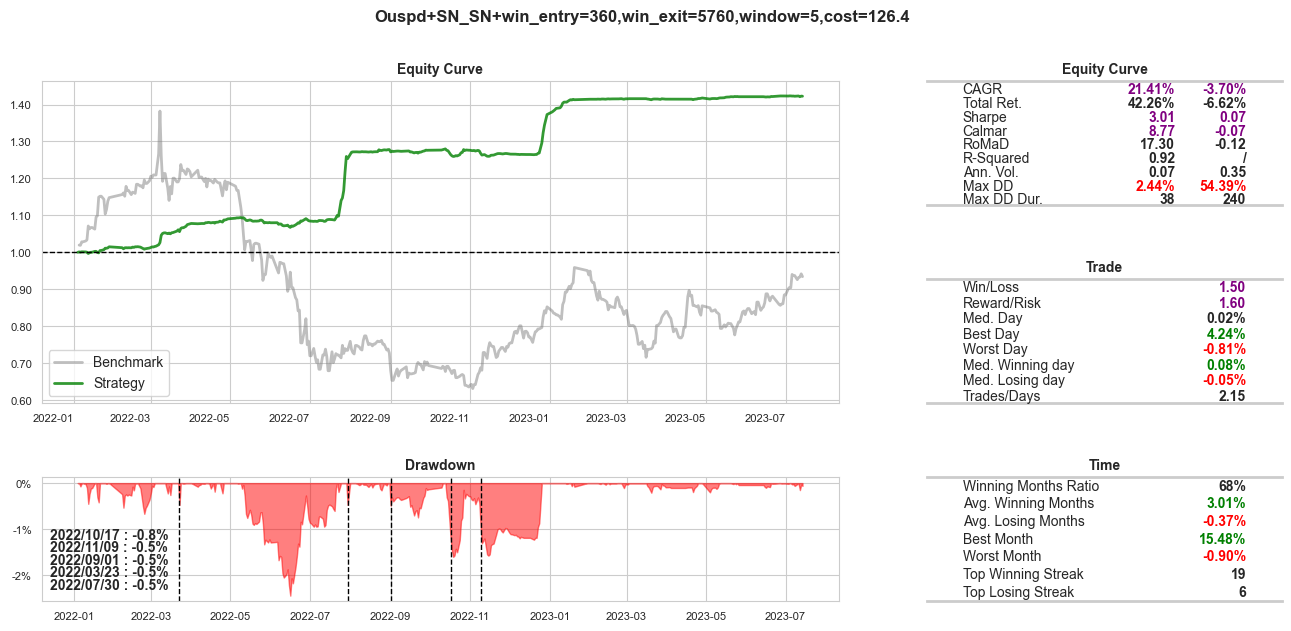 Ouspd+SN_SN+win_entry=360,win_exit=5760,window=5,cost=126.4
Equity Curve
1.40
1.30
1.20
1.10
1.00
0.90
0.80
0.70
0.60
Benchmark
Strategy
2022-01 2022-03 2022-05 2022-07 2022-09 2022-11 2023-01 2023-03 2023-05 2023-07
Equity Curve
CAGR 21.41% -3.70%
Total Ret. 42.26% -6.62%
Sharpe 3.01 0.07
Calmar 8.77 -0.07
RoMaD 17.30 -0.12
R-Squared 0.92 /
Ann. Vol. 0.07 0.35
Max DD 2.44% 54.39%
Max DD Dur. 38 240
Trade
Win/Loss 1.50
Reward/Risk 1.60
Med. Day 0.02%
Best Day 4.24%
Worst Day -0.81%
Med. Winning day 0.08%
Med. Losing day -0.05%
Trades/Days 2.15
Drawdown
0%
-1%
-2%
2022/10/17 : -0.8%
2022/11/09 : -0.5%
2022/09/01 : -0.5%
2022/03/23 : -0.5%
2022/07/30 : -0.5%
2022-01 2022-03 2022-05 2022-07 2022-09 2022-11 2023-01 2023-03 2023-05 2023-07
Time
Winning Months Ratio 68%
Avg. Winning Months 3.01%
Avg. Losing Months -0.37%
Best Month 15.48%
Worst Month -0.90%
Top Winning Streak 19
Top Losing Streak 6